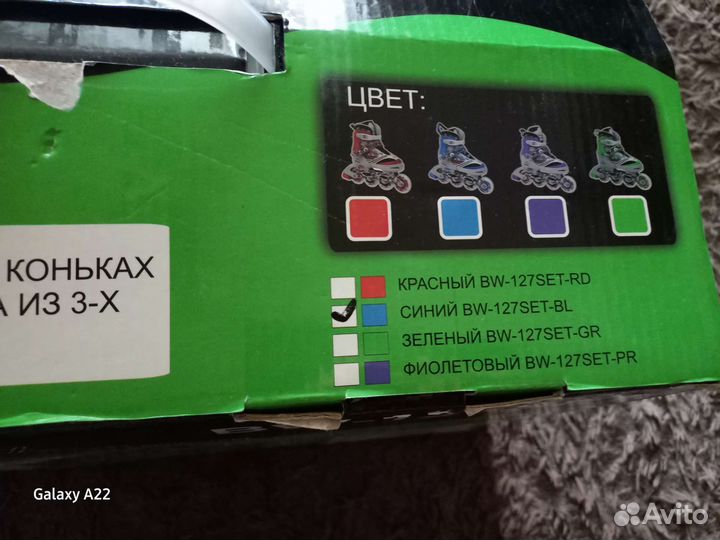 ЦВЕТ:
КОНЬКАХ
ИЗ 3-Х
КРАСНЫЙ BW-127SET-RD
СИНИЙ BW-127SET-BL
ЗЕЛЕНЫЙ BW-127SET-GR
ФИОЛЕТОВЫЙ BW-127SET-PR
Galaxy A22
Avito